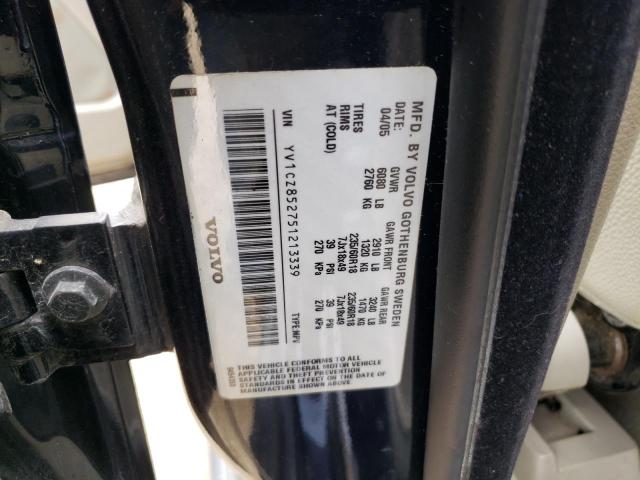 MFD. BY VOLVO GOTHENBURG SWEDEN
DATE: GVWR GAWR FRONT GAWR REAR
04/05 6080 LB 2910 LB 3240 LB
2760 KG 1320 KG 1470 KG
TIRES 235/60R18 235/60R18
RIMS 7Jx18x49 7Jx18x49
AT (COLD) 39 PSI 39 PSI
270 KPa 270 KPa
VIN YV1CZ852751213339 TYPE:MPV
VOLVO
THIS VEHICLE CONFORMS TO ALL
APPLICABLE FEDERAL MOTOR VEHICLE
SAFETY AND THEFT PREVENTION
STANDARDS IN EFFECT ON THE DATE OF
MANUFACTURE SHOWN ABOVE.